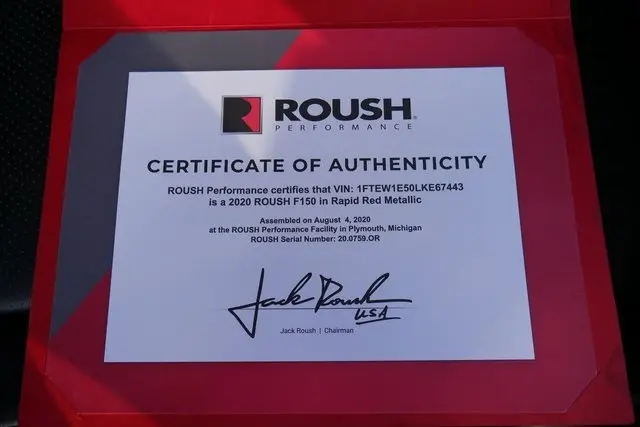 ROUSH
PERFORMANCE
CERTIFICATE OF AUTHENTICITY
ROUSH Performance certifies that VIN: 1FTEW1E50LKE67443
is a 2020 ROUSH F150 in Rapid Red Metallic
Assembled on August 4, 2020
at the ROUSH Performance Facility in Plymouth, Michigan
ROUSH Serial Number: 20.0759.OR
Jack Roush
USA
Jack Roush | Chairman